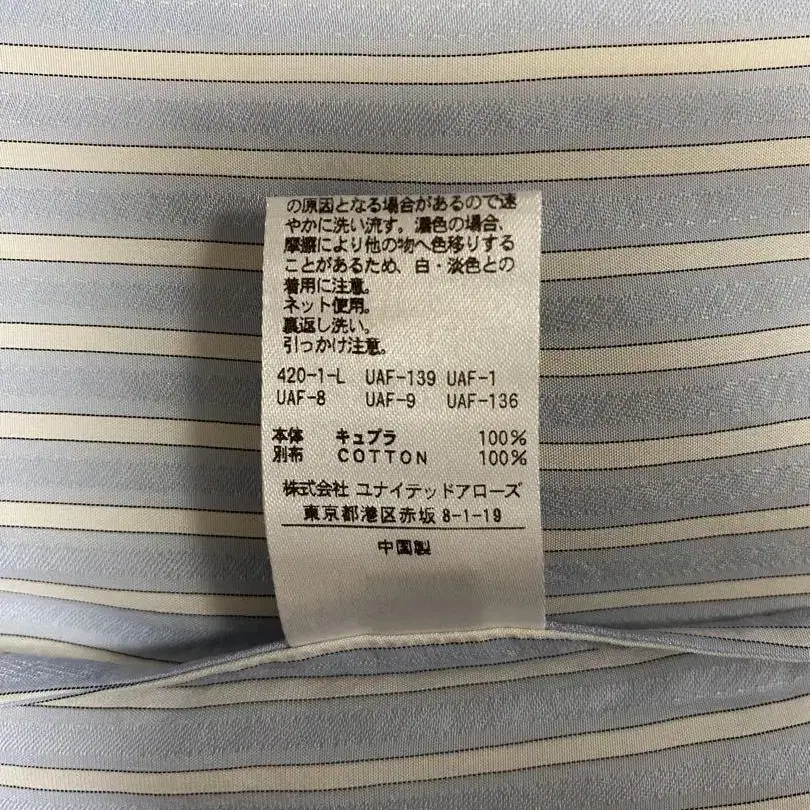 の原因となる場合があるので速
やかに洗い流す。濃色の場合、
摩擦により他の物へ色移りする
ことがあるため、白・淡色との
着用に注意。
ネット使用。
裏返し洗い。
引っかけ注意。
420-1-L UAF-139 UAF-1
UAF-8 UAF-9 UAF-136
本体 キュプラ 100%
別布 COTTON 100%
株式会社 ユナイテッドアローズ
東京都港区赤坂 8-1-19
中国製